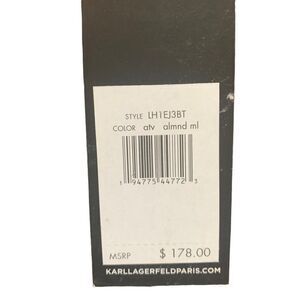 STYLE LH1EJ3BT
COLOR atv almnd ml
1 94775 44772 3
MSRP $ 178.00
KARLLAGERFELDPARIS.COM